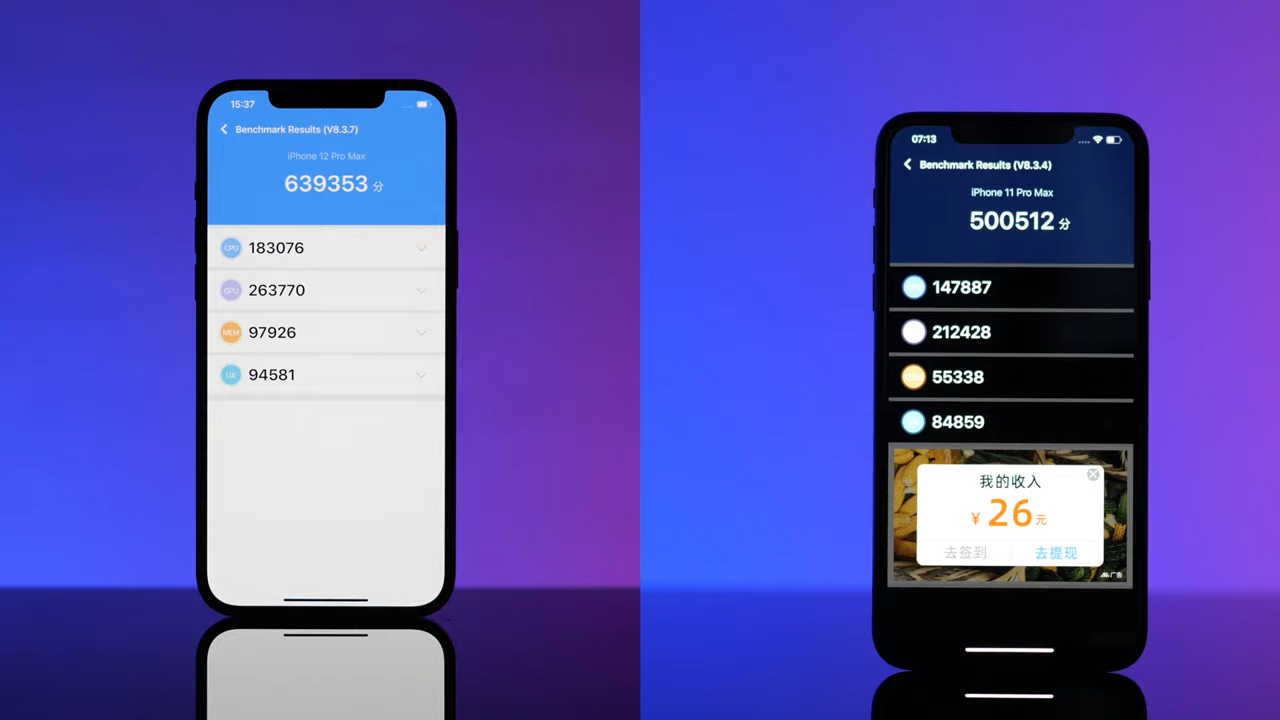 15:37
Benchmark Results (V8.3.7)
iPhone 12 Pro Max
639353 分
CPU 183076
GPU 263770
MEM 97926
UX 94581
07:13
Benchmark Results (V8.3.4)
iPhone 11 Pro Max
500512 分
147887
212428
55338
84859
我的收入
¥ 26 元
去签到 去提现
广告